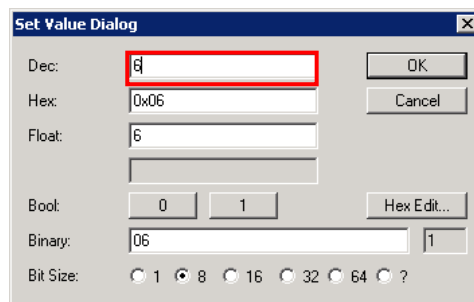 Set Value Dialog
Dec: 6 OK
Hex: 0x06 Cancel
Float: 6
Bool: 0 1 Hex Edit...
Binary: 06 1
Bit Size: 1 8 16 32 64 ?